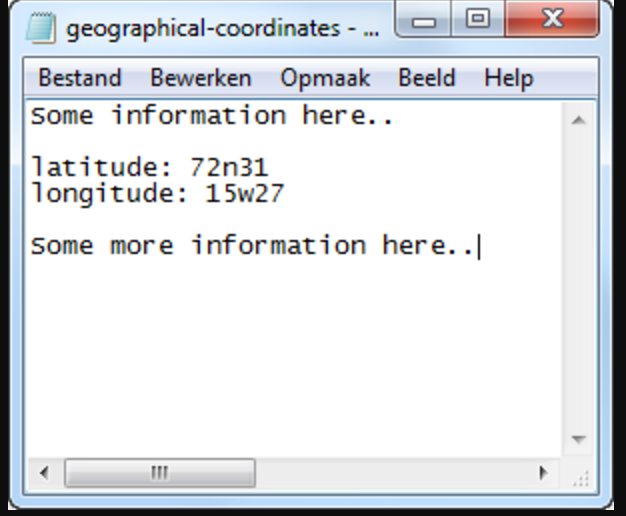 geographical-coordinates - ...
Bestand Bewerken Opmaak Beeld Help
Some information here..
latitude: 72n31
longitude: 15w27
Some more information here..